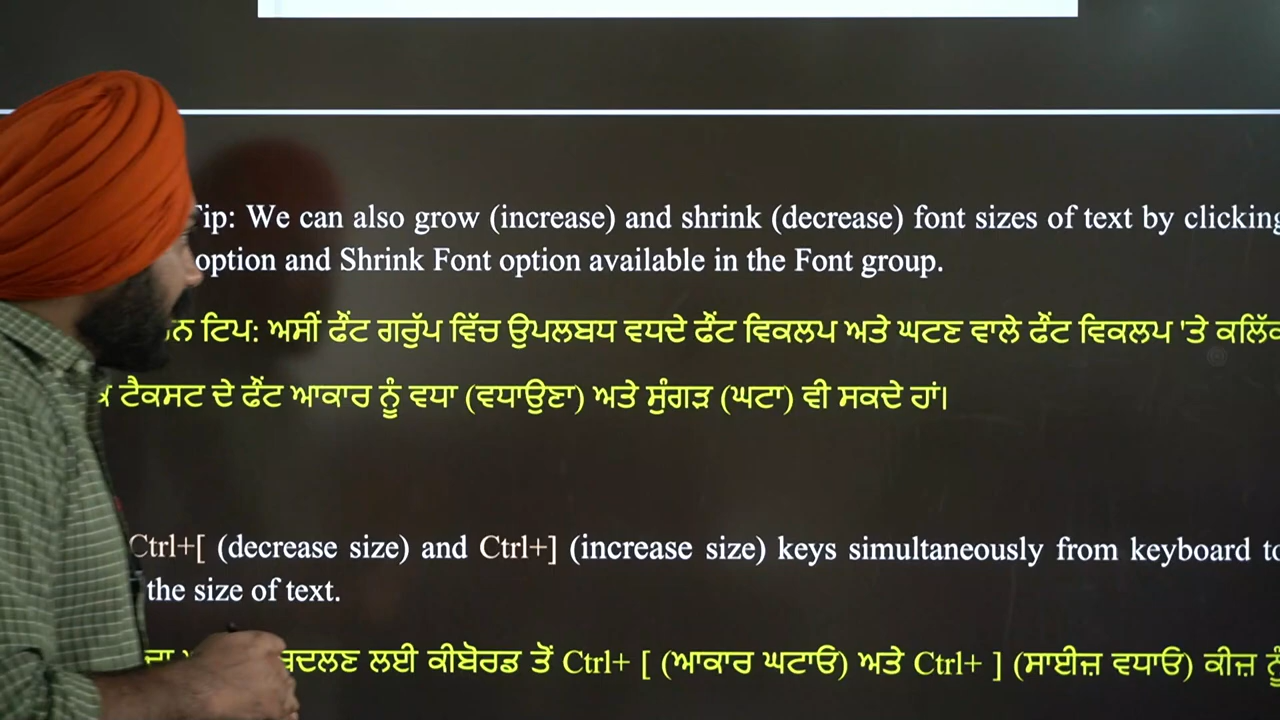 Tip: We can also grow (increase) and shrink (decrease) font sizes of text by clicking
option and Shrink Font option available in the Font group.
ਟਿਪ: ਅਸੀਂ ਫੌਂਟ ਗਰੁੱਪ ਵਿੱਚ ਉਪਲਬਧ ਵਧਦੇ ਫੌਂਟ ਵਿਕਲਪ ਅਤੇ ਘਟਣ ਵਾਲੇ ਫੌਂਟ ਵਿਕਲਪ 'ਤੇ
ਟੈਕਸਟ ਦੇ ਫੌਂਟ ਆਕਾਰ ਨੂੰ ਵਧਾ (ਵਧਾਉਣਾ) ਅਤੇ ਸੁੰਗੜ (ਘਟਾ) ਵੀ ਸਕਦੇ ਹਾਂ।
Ctrl+[ (decrease size) and Ctrl+] (increase size) keys simultaneously from keyboard to
the size of text.
ਬਦਲਣ ਲਈ ਕੀਬੋਰਡ ਤੋਂ Ctrl+ [ (ਆਕਾਰ ਘਟਾਓ) ਅਤੇ Ctrl+ ] (ਸਾਈਜ਼ ਵਧਾਓ) ਕੀਜ਼ ਨੂੰ